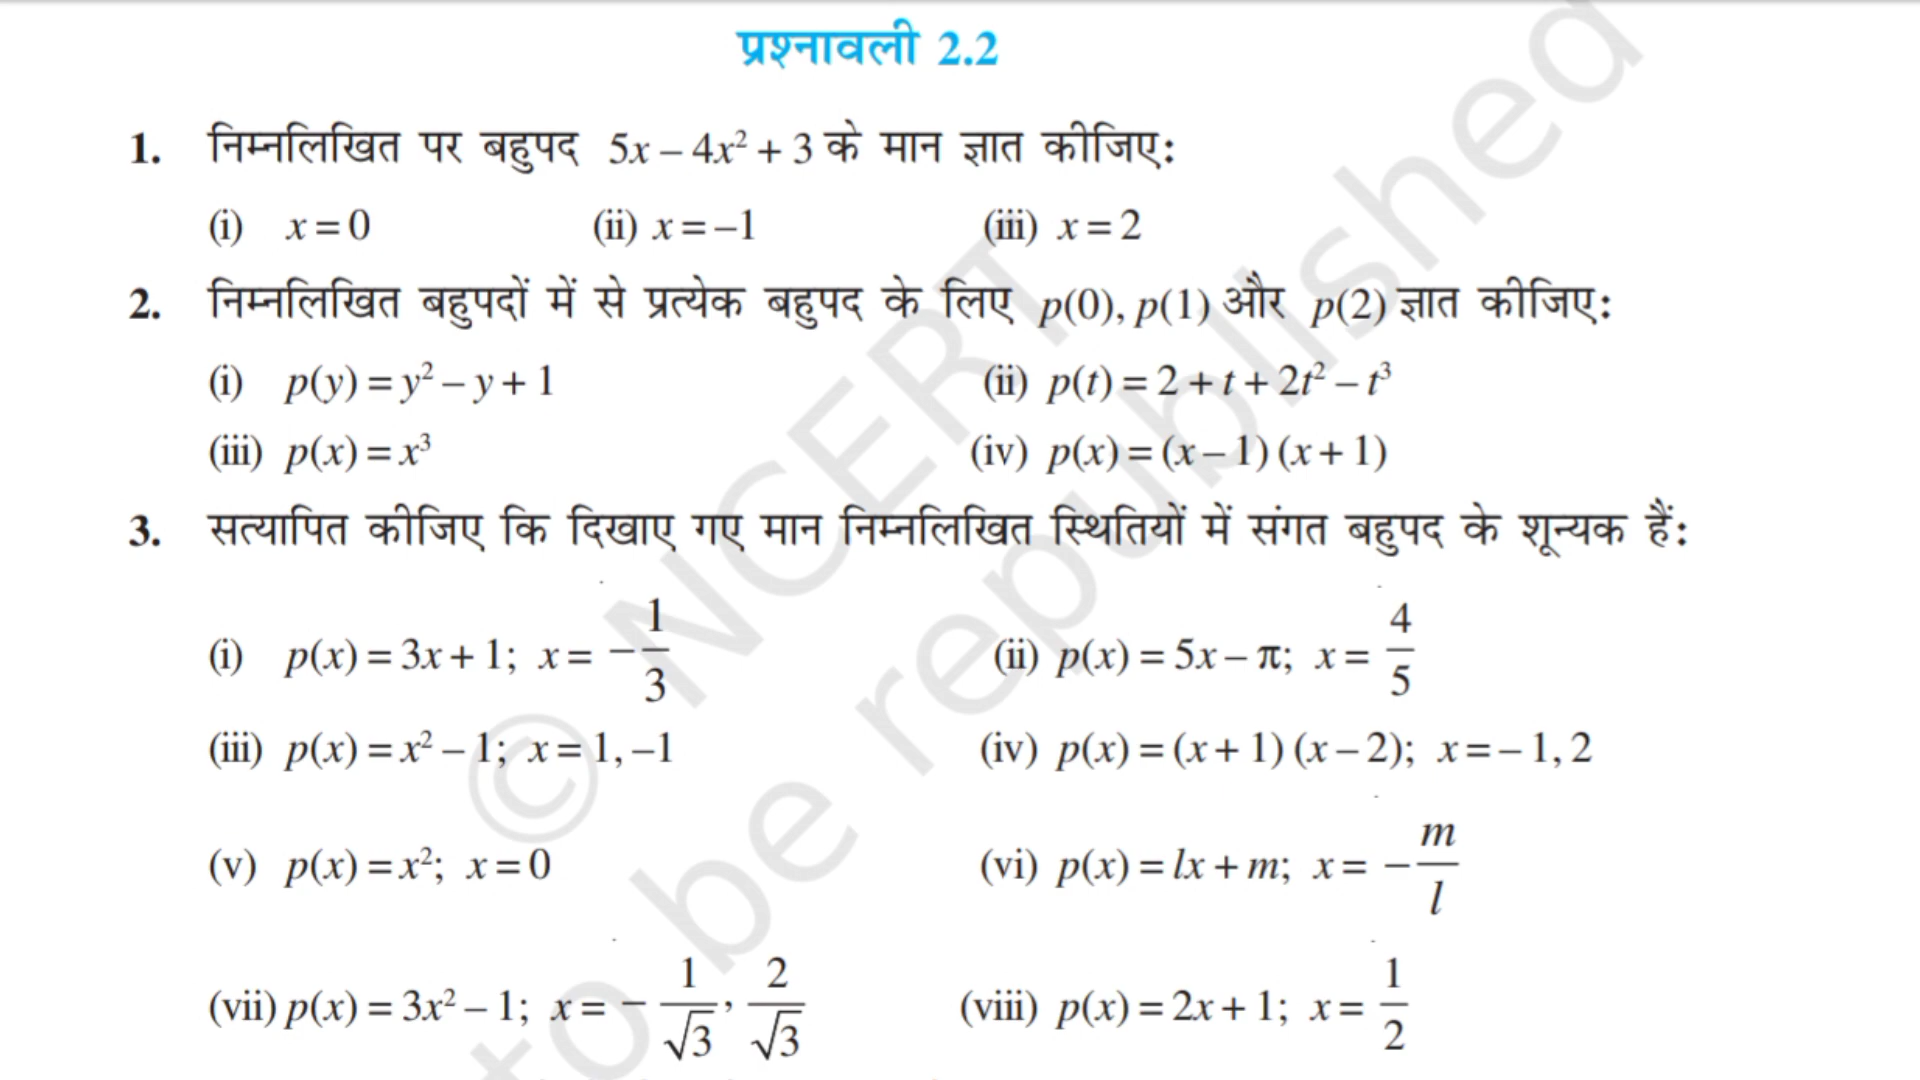 प्रश्नावली 2.2
1. निम्नलिखित पर बहुपद 5x – 4x² + 3 के मान ज्ञात कीजिए:
(i) x = 0 (ii) x = –1 (iii) x = 2
2. निम्नलिखित बहुपदों में से प्रत्येक बहुपद के लिए p(0), p(1) और p(2) ज्ञात कीजिए:
(i) p(y) = y² – y + 1 (ii) p(t) = 2 + t + 2t² – t³
(iii) p(x) = x³ (iv) p(x) = (x – 1) (x + 1)
3. सत्यापित कीजिए कि दिखाए गए मान निम्नलिखित स्थितियों में संगत बहुपद के शून्यक हैं:
(i) p(x) = 3x + 1; x = –1/3 (ii) p(x) = 5x – π; x = 4/5
(iii) p(x) = x² – 1; x = 1, –1 (iv) p(x) = (x + 1) (x – 2); x = – 1, 2
(v) p(x) = x²; x = 0 (vi) p(x) = lx + m; x = –m/l
(vii) p(x) = 3x² – 1; x = –1/√3, 2/√3 (viii) p(x) = 2x + 1; x = 1/2
© NCERT
to be republished